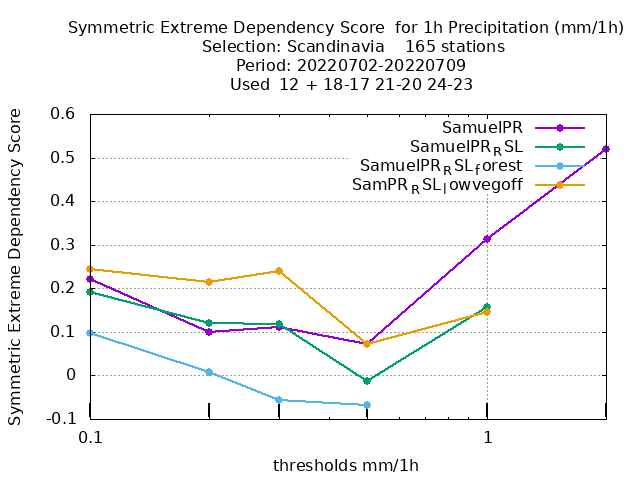 Symmetric Extreme Dependency Score  for 1h Precipitation (mm/1h)
Selection: Scandinavia    165 stations
Period: 20220702-20220709
Used  12 + 18-17 21-20 24-23
Symmetric Extreme Dependency Score
0.6
0.5
0.4
0.3
0.2
0.1
0
-0.1
SamuelPR
SamuelPR_RSL
SamuelPR_RSL_forest
SamPR_RSL_lowvegoff
0.1
1
thresholds mm/1h